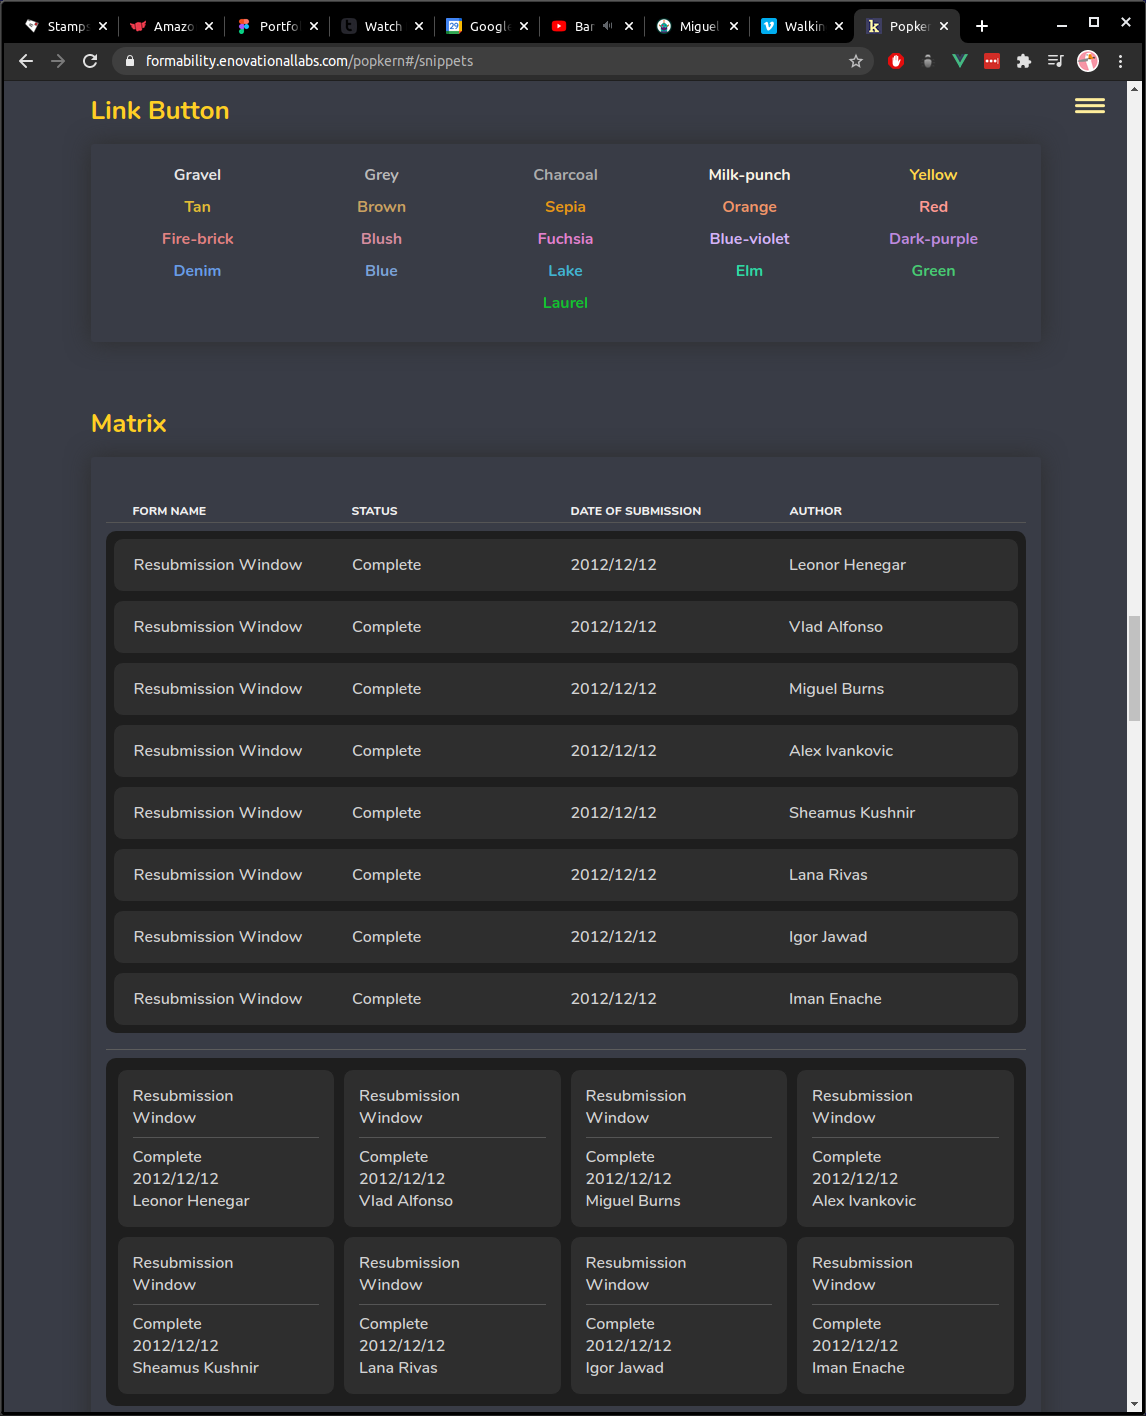 Stamps Amazo Portfo Watch Google Bar Miguel Walkin Popker
formability.enovationallabs.com/popkern#/snippets
Link Button
Gravel Grey Charcoal Milk-punch Yellow
Tan Brown Sepia Orange Red
Fire-brick Blush Fuchsia Blue-violet Dark-purple
Denim Blue Lake Elm Green
Laurel
Matrix
FORM NAME STATUS DATE OF SUBMISSION AUTHOR
Resubmission Window Complete 2012/12/12 Leonor Henegar
Resubmission Window Complete 2012/12/12 Vlad Alfonso
Resubmission Window Complete 2012/12/12 Miguel Burns
Resubmission Window Complete 2012/12/12 Alex Ivankovic
Resubmission Window Complete 2012/12/12 Sheamus Kushnir
Resubmission Window Complete 2012/12/12 Lana Rivas
Resubmission Window Complete 2012/12/12 Igor Jawad
Resubmission Window Complete 2012/12/12 Iman Enache
Resubmission
Window
Complete
2012/12/12
Leonor Henegar
Resubmission
Window
Complete
2012/12/12
Vlad Alfonso
Resubmission
Window
Complete
2012/12/12
Miguel Burns
Resubmission
Window
Complete
2012/12/12
Alex Ivankovic
Resubmission
Window
Complete
2012/12/12
Sheamus Kushnir
Resubmission
Window
Complete
2012/12/12
Lana Rivas
Resubmission
Window
Complete
2012/12/12
Igor Jawad
Resubmission
Window
Complete
2012/12/12
Iman Enache